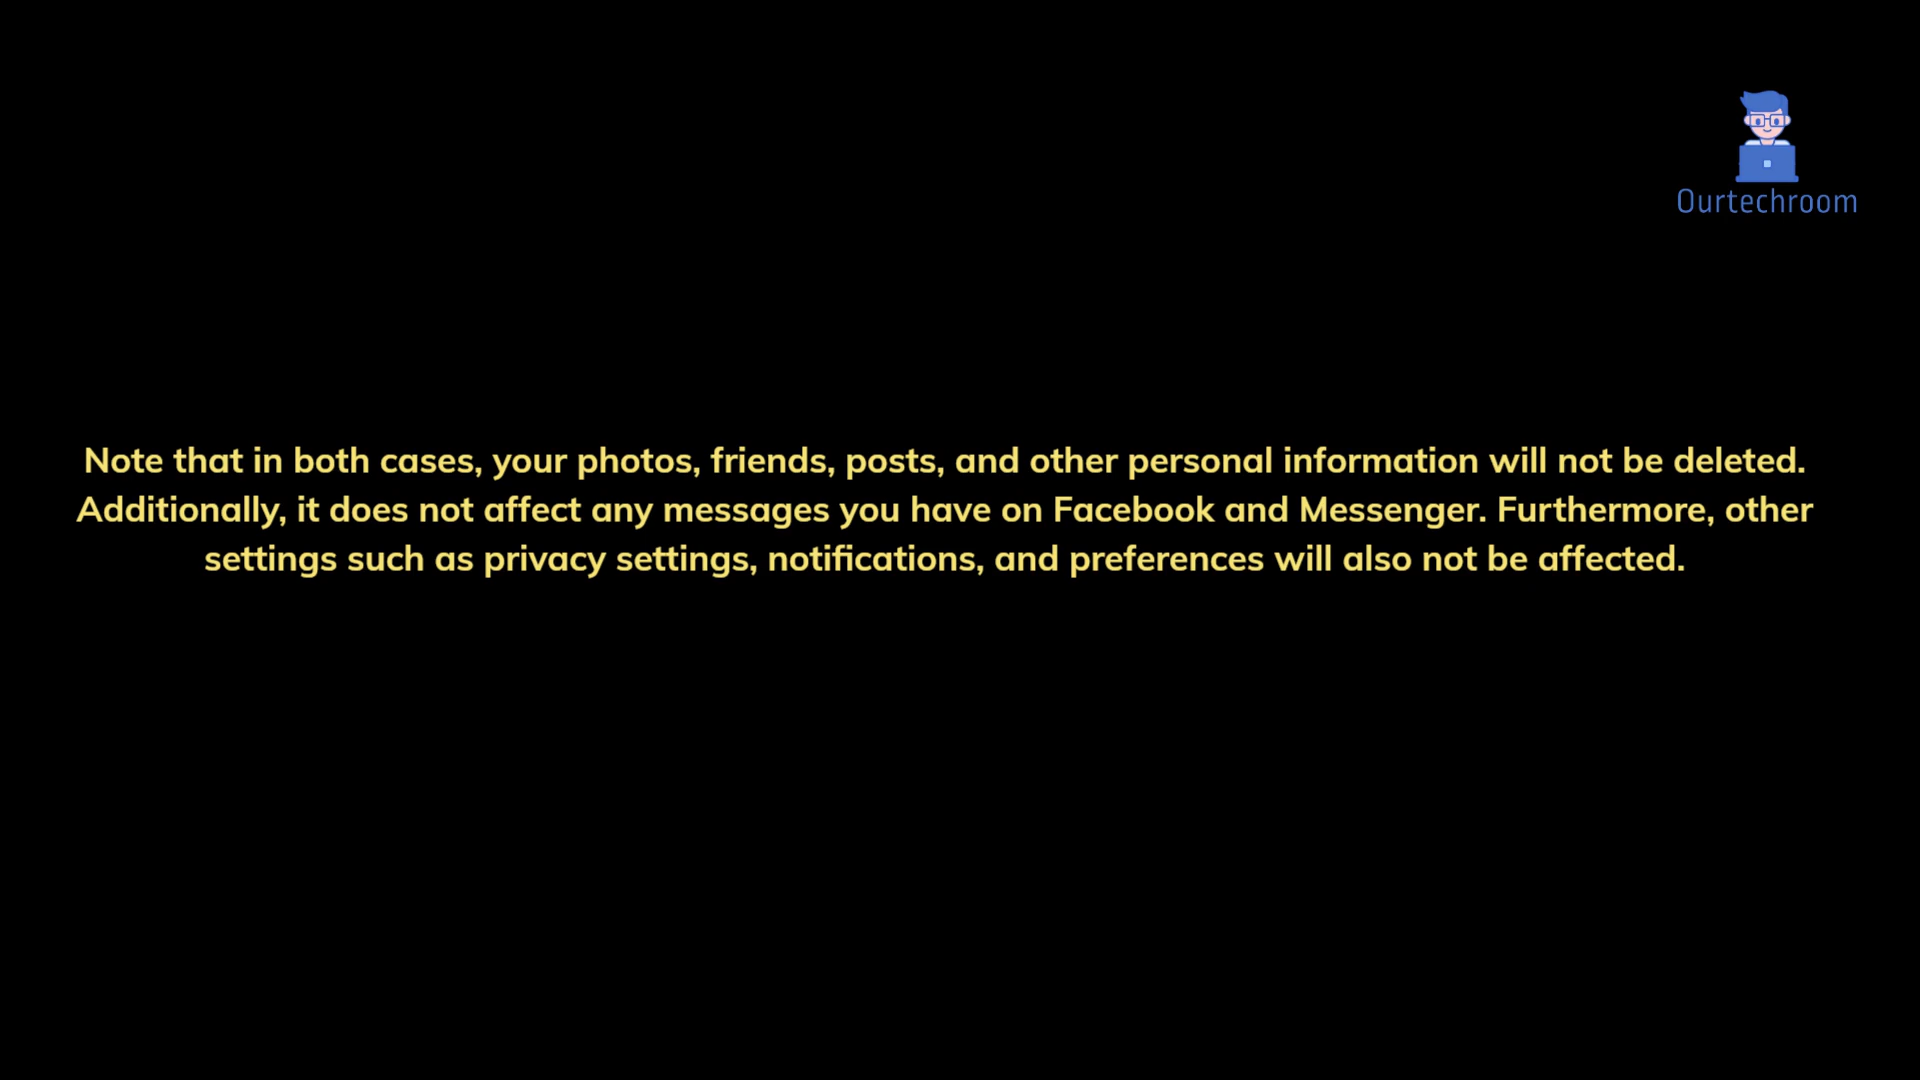 Ourtechroom
Note that in both cases, your photos, friends, posts, and other personal information will not be deleted.
Additionally, it does not affect any messages you have on Facebook and Messenger. Furthermore, other
settings such as privacy settings, notifications, and preferences will also not be affected.